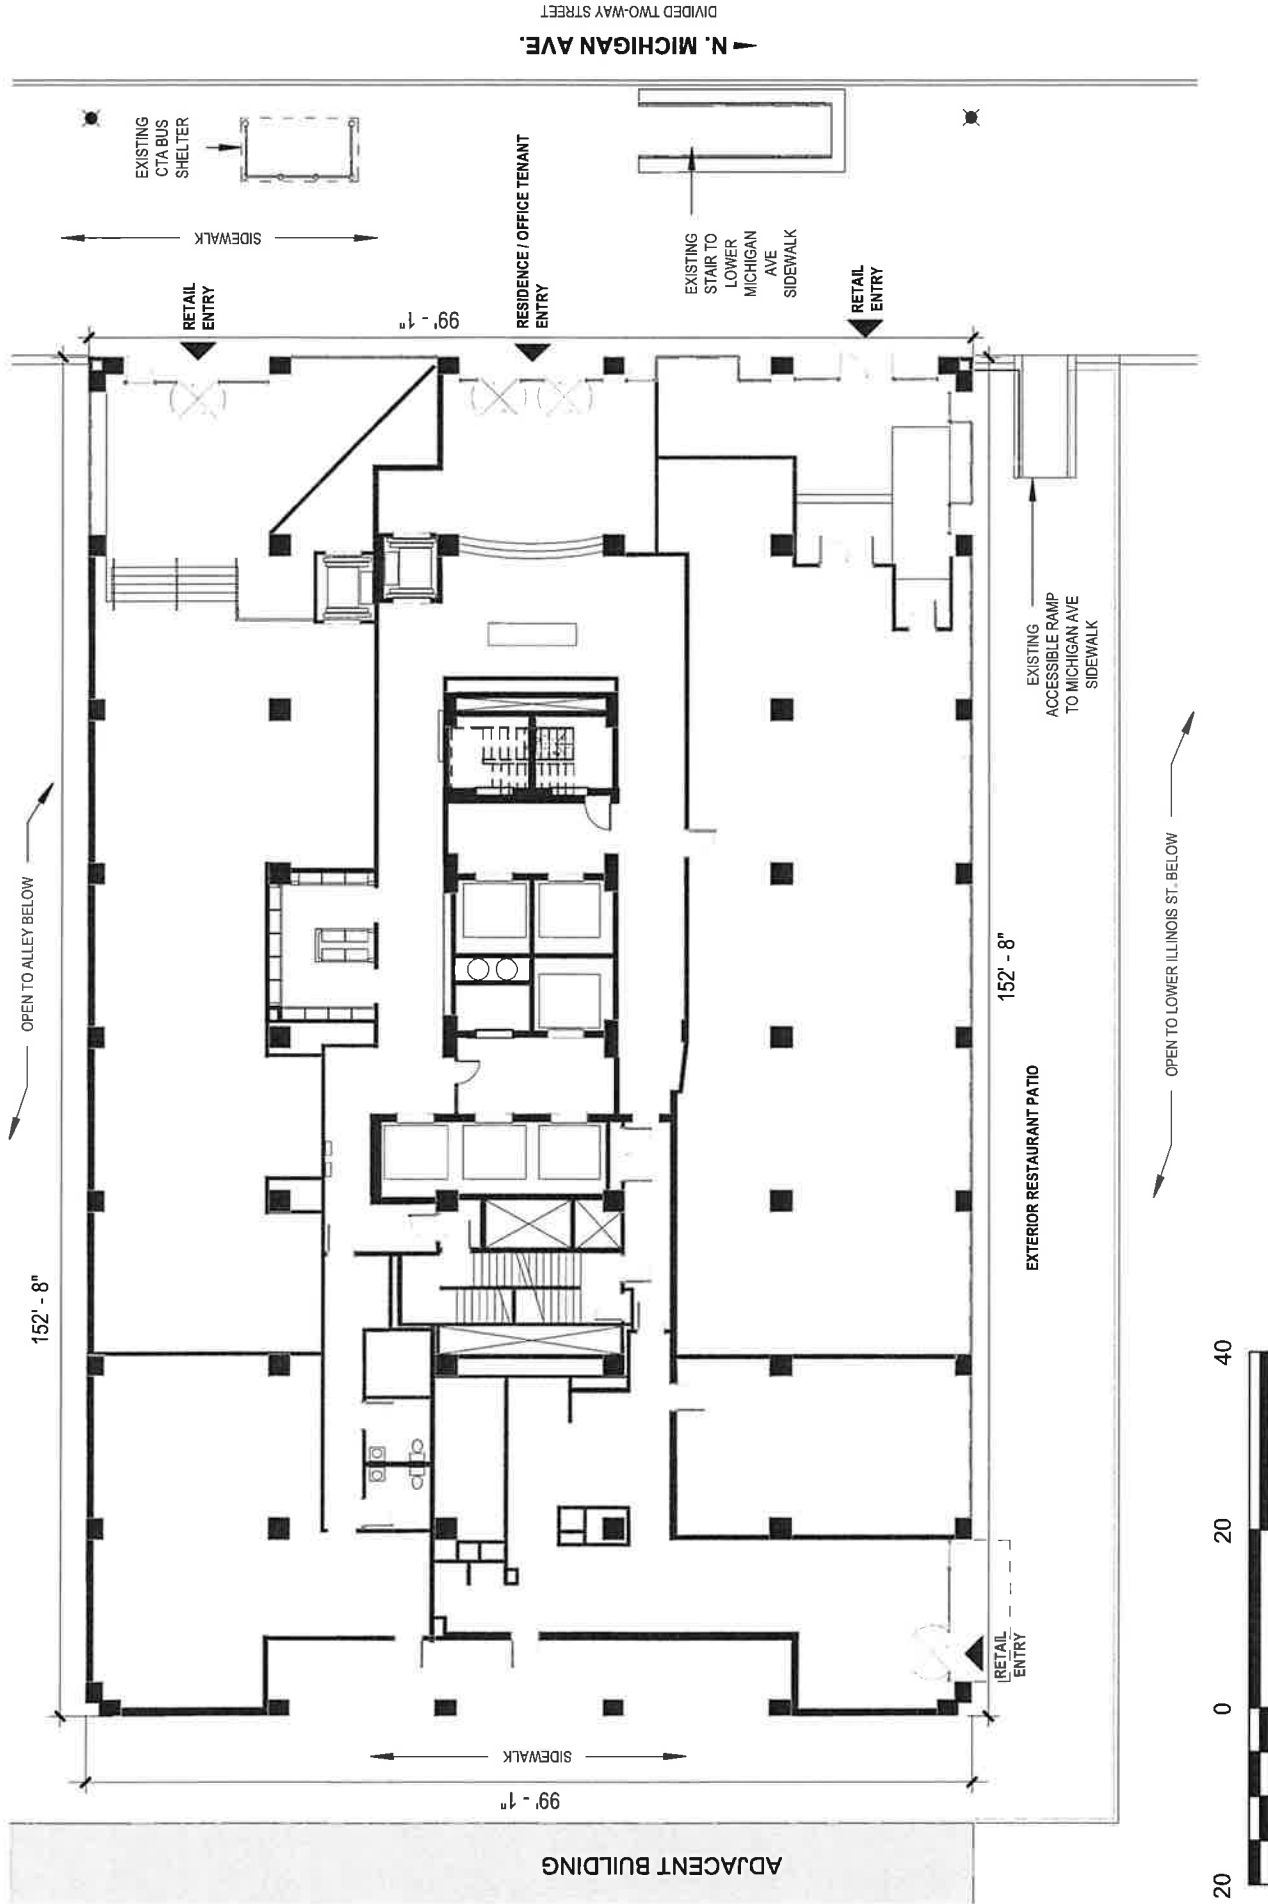 DIVIDED TWO-WAY STREET
N. MICHIGAN AVE.
EXISTING
CTA BUS
SHELTER
SIDEWALK
RETAIL
ENTRY
99' - 1"
RESIDENCE / OFFICE TENANT
ENTRY
EXISTING
STAIR TO
LOWER
MICHIGAN
AVE
SIDEWALK
RETAIL
ENTRY
EXISTING
ACCESSIBLE RAMP
TO MICHIGAN AVE
SIDEWALK
OPEN TO ALLEY BELOW
152' - 8"
152' - 8"
OPEN TO LOWER ILLINOIS ST. BELOW
EXTERIOR RESTAURANT PATIO
RETAIL
ENTRY
SIDEWALK
99' - 1"
ADJACENT BUILDING
20
0
20
40